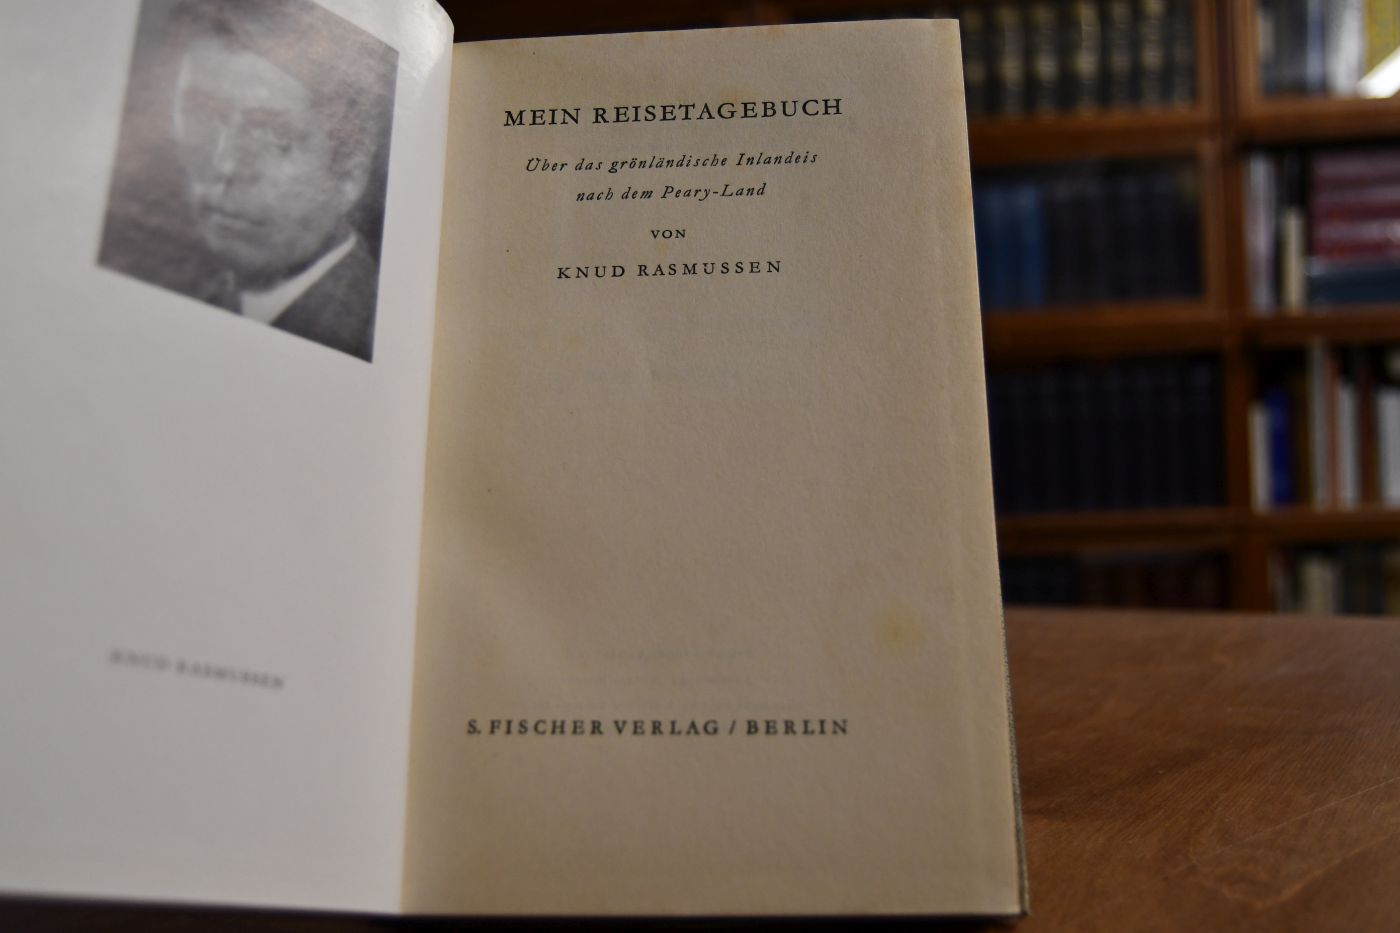 KNUD RASMUSSEN
MEIN REISETAGEBUCH
Über das grönländische Inlandeis
nach dem Peary-Land
VON
KNUD RASMUSSEN
S. FISCHER VERLAG / BERLIN